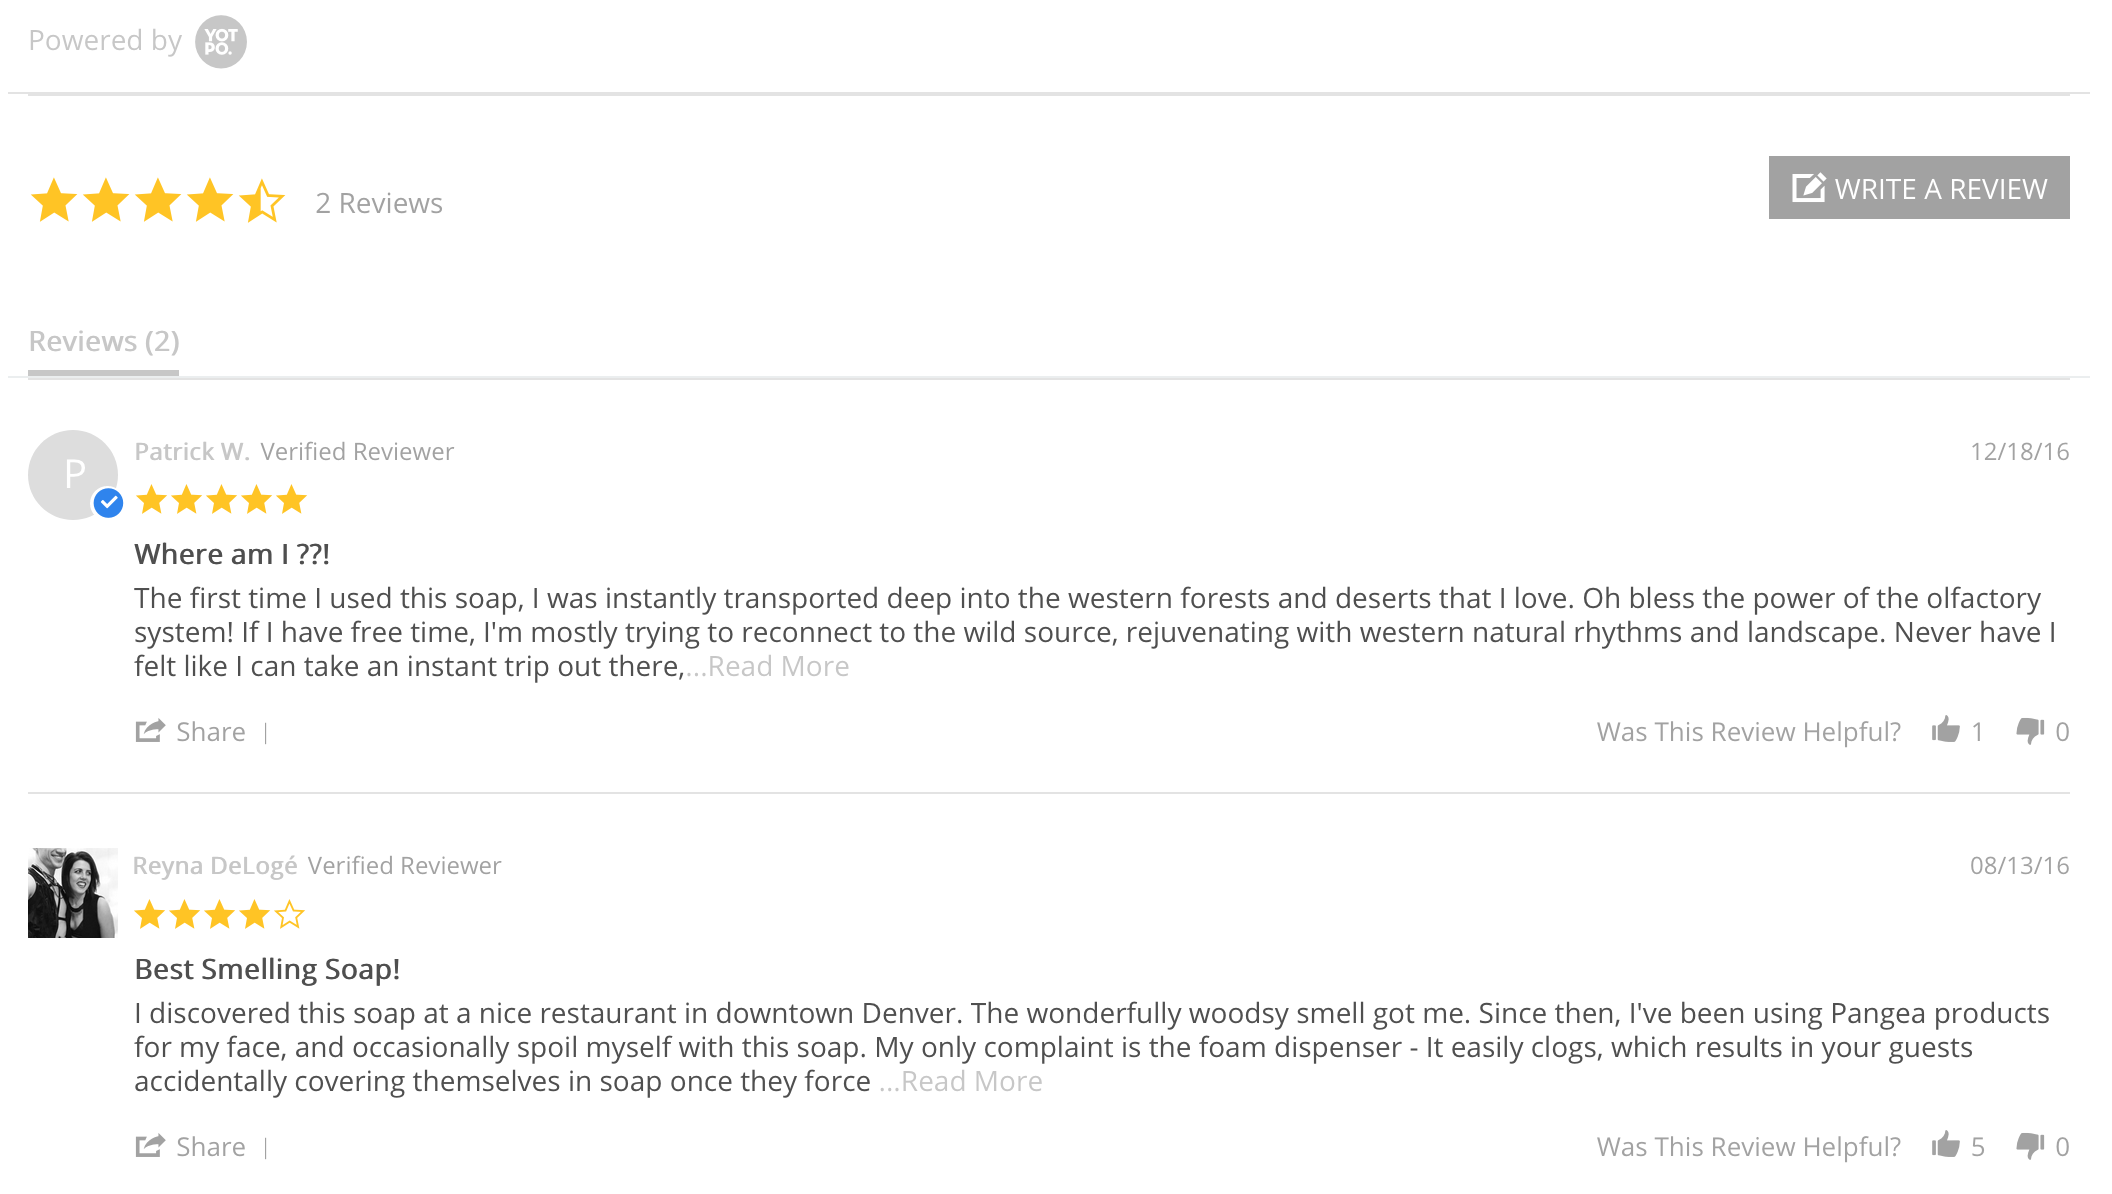 Powered by YOTPO.
2 Reviews
WRITE A REVIEW
Reviews (2)
P
Patrick W. Verified Reviewer
12/18/16
Where am I ??!
The first time I used this soap, I was instantly transported deep into the western forests and deserts that I love. Oh bless the power of the olfactory
system! If I have free time, I'm mostly trying to reconnect to the wild source, rejuvenating with western natural rhythms and landscape. Never have I
felt like I can take an instant trip out there,...Read More
Share |
Was This Review Helpful? 1 0
Reyna DeLogé Verified Reviewer
08/13/16
Best Smelling Soap!
I discovered this soap at a nice restaurant in downtown Denver. The wonderfully woodsy smell got me. Since then, I've been using Pangea products
for my face, and occasionally spoil myself with this soap. My only complaint is the foam dispenser - It easily clogs, which results in your guests
accidentally covering themselves in soap once they force ...Read More
Share |
Was This Review Helpful? 5 0